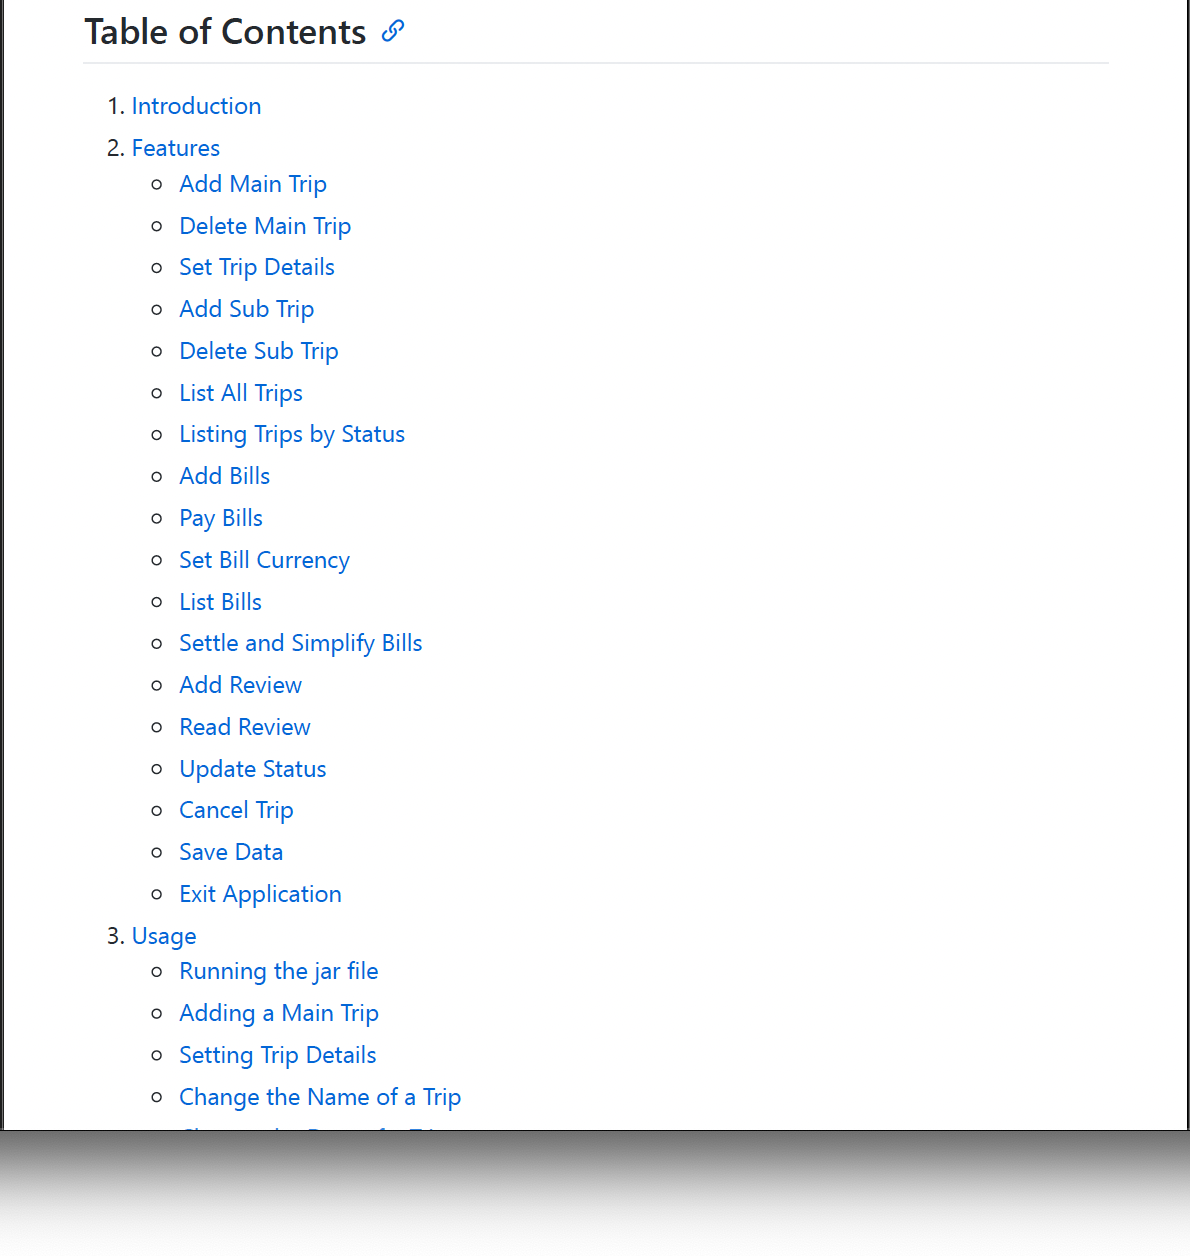 Table of Contents
1. Introduction
2. Features
Add Main Trip
Delete Main Trip
Set Trip Details
Add Sub Trip
Delete Sub Trip
List All Trips
Listing Trips by Status
Add Bills
Pay Bills
Set Bill Currency
List Bills
Settle and Simplify Bills
Add Review
Read Review
Update Status
Cancel Trip
Save Data
Exit Application
3. Usage
Running the jar file
Adding a Main Trip
Setting Trip Details
Change the Name of a Trip